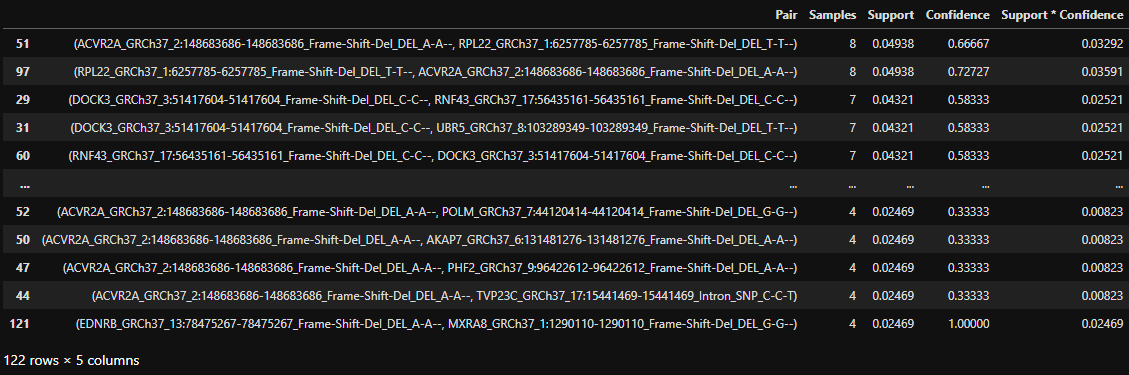 Pair Samples Support Confidence Support * Confidence
51 (ACVR2A_GRCh37_2:148683686-148683686_Frame-Shift-Del_DEL_A-A--, RPL22_GRCh37_1:6257785-6257785_Frame-Shift-Del_DEL_T-T--) 8 0.04938 0.66667 0.03292
97 (RPL22_GRCh37_1:6257785-6257785_Frame-Shift-Del_DEL_T-T--, ACVR2A_GRCh37_2:148683686-148683686_Frame-Shift-Del_DEL_A-A--) 8 0.04938 0.72727 0.03591
29 (DOCK3_GRCh37_3:51417604-51417604_Frame-Shift-Del_DEL_C-C--, RNF43_GRCh37_17:56435161-56435161_Frame-Shift-Del_DEL_C-C--) 7 0.04321 0.58333 0.02521
31 (DOCK3_GRCh37_3:51417604-51417604_Frame-Shift-Del_DEL_C-C--, UBR5_GRCh37_8:103289349-103289349_Frame-Shift-Del_DEL_T-T--) 7 0.04321 0.58333 0.02521
60 (RNF43_GRCh37_17:56435161-56435161_Frame-Shift-Del_DEL_C-C--, DOCK3_GRCh37_3:51417604-51417604_Frame-Shift-Del_DEL_C-C--) 7 0.04321 0.58333 0.02521
... ... ... ... ... ...
52 (ACVR2A_GRCh37_2:148683686-148683686_Frame-Shift-Del_DEL_A-A--, POLM_GRCh37_7:44120414-44120414_Frame-Shift-Del_DEL_G-G--) 4 0.02469 0.33333 0.00823
50 (ACVR2A_GRCh37_2:148683686-148683686_Frame-Shift-Del_DEL_A-A--, AKAP7_GRCh37_6:131481276-131481276_Frame-Shift-Del_DEL_A-A--) 4 0.02469 0.33333 0.00823
47 (ACVR2A_GRCh37_2:148683686-148683686_Frame-Shift-Del_DEL_A-A--, PHF2_GRCh37_9:96422612-96422612_Frame-Shift-Del_DEL_A-A--) 4 0.02469 0.33333 0.00823
44 (ACVR2A_GRCh37_2:148683686-148683686_Frame-Shift-Del_DEL_A-A--, TVP23C_GRCh37_17:15441469-15441469_Intron_SNP_C-C-T) 4 0.02469 0.33333 0.00823
121 (EDNRB_GRCh37_13:78475267-78475267_Frame-Shift-Del_DEL_A-A--, MXRA8_GRCh37_1:1290110-1290110_Frame-Shift-Del_DEL_G-G--) 4 0.02469 1.00000 0.02469
122 rows × 5 columns